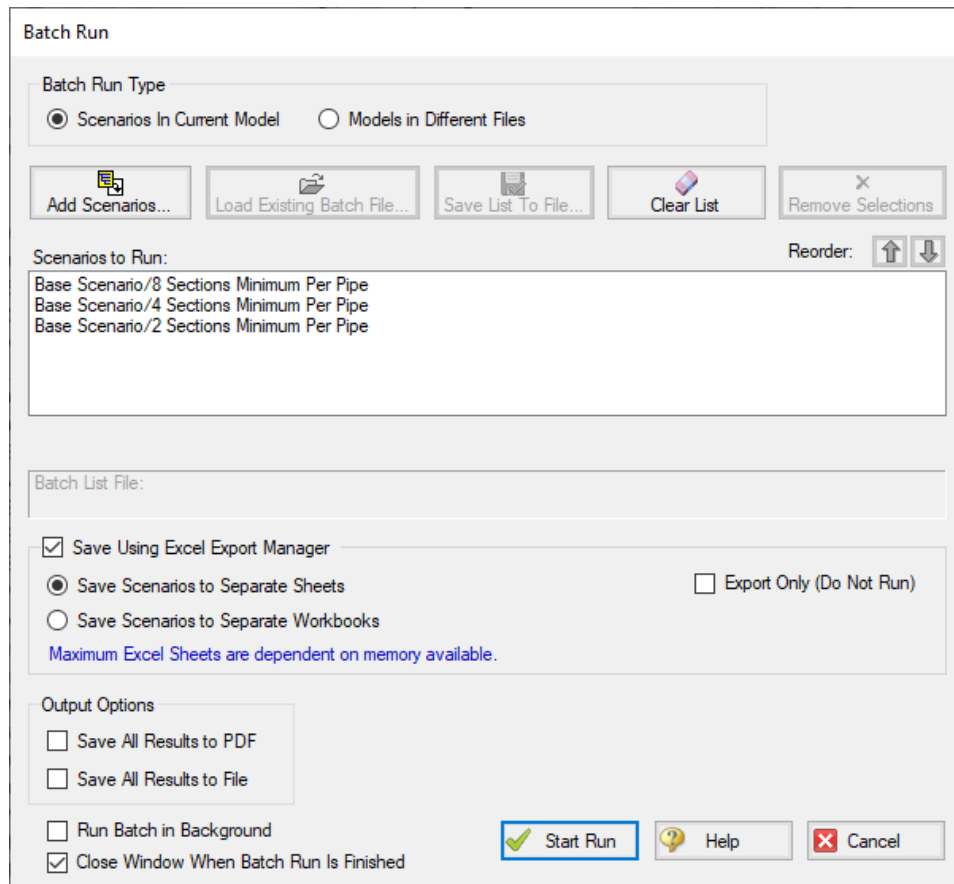 Batch Run
Batch Run Type
Scenarios In Current Model
Models in Different Files
Add Scenarios...
Load Existing Batch File...
Save List To File...
Clear List
Remove Selections
Scenarios to Run:
Reorder:
Base Scenario/8 Sections Minimum Per Pipe
Base Scenario/4 Sections Minimum Per Pipe
Base Scenario/2 Sections Minimum Per Pipe
Batch List File:
Save Using Excel Export Manager
Save Scenarios to Separate Sheets
Export Only (Do Not Run)
Save Scenarios to Separate Workbooks
Maximum Excel Sheets are dependent on memory available.
Output Options
Save All Results to PDF
Save All Results to File
Run Batch in Background
Close Window When Batch Run Is Finished
Start Run
Help
Cancel